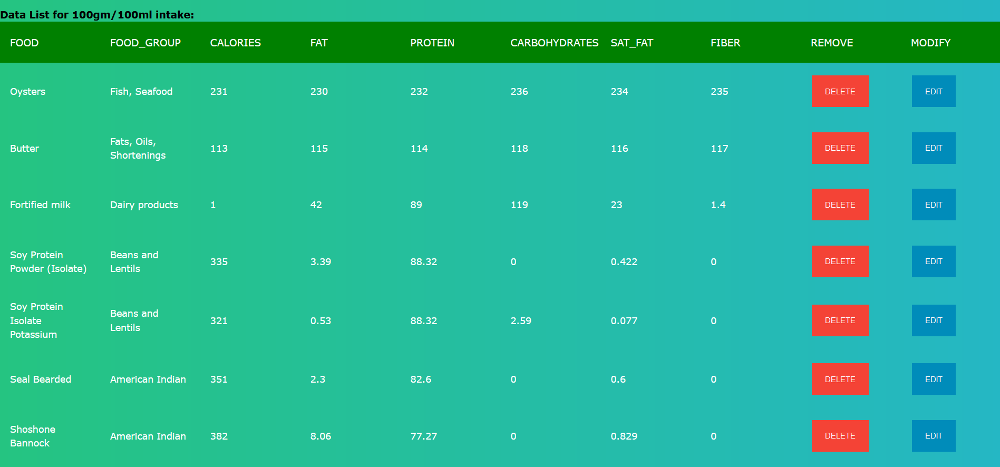 Data List for 100gm/100ml intake:
FOOD FOOD_GROUP CALORIES FAT PROTEIN CARBOHYDRATES SAT_FAT FIBER REMOVE MODIFY
Oysters Fish, Seafood 231 230 232 236 234 235 DELETE EDIT
Butter Fats, Oils,
Shortenings 113 115 114 118 116 117 DELETE EDIT
Fortified milk Dairy products 1 42 89 119 23 1.4 DELETE EDIT
Soy Protein
Powder (Isolate) Beans and
Lentils 335 3.39 88.32 0 0.422 0 DELETE EDIT
Soy Protein
Isolate
Potassium Beans and
Lentils 321 0.53 88.32 2.59 0.077 0 DELETE EDIT
Seal Bearded American Indian 351 2.3 82.6 0 0.6 0 DELETE EDIT
Shoshone
Bannock American Indian 382 8.06 77.27 0 0.829 0 DELETE EDIT